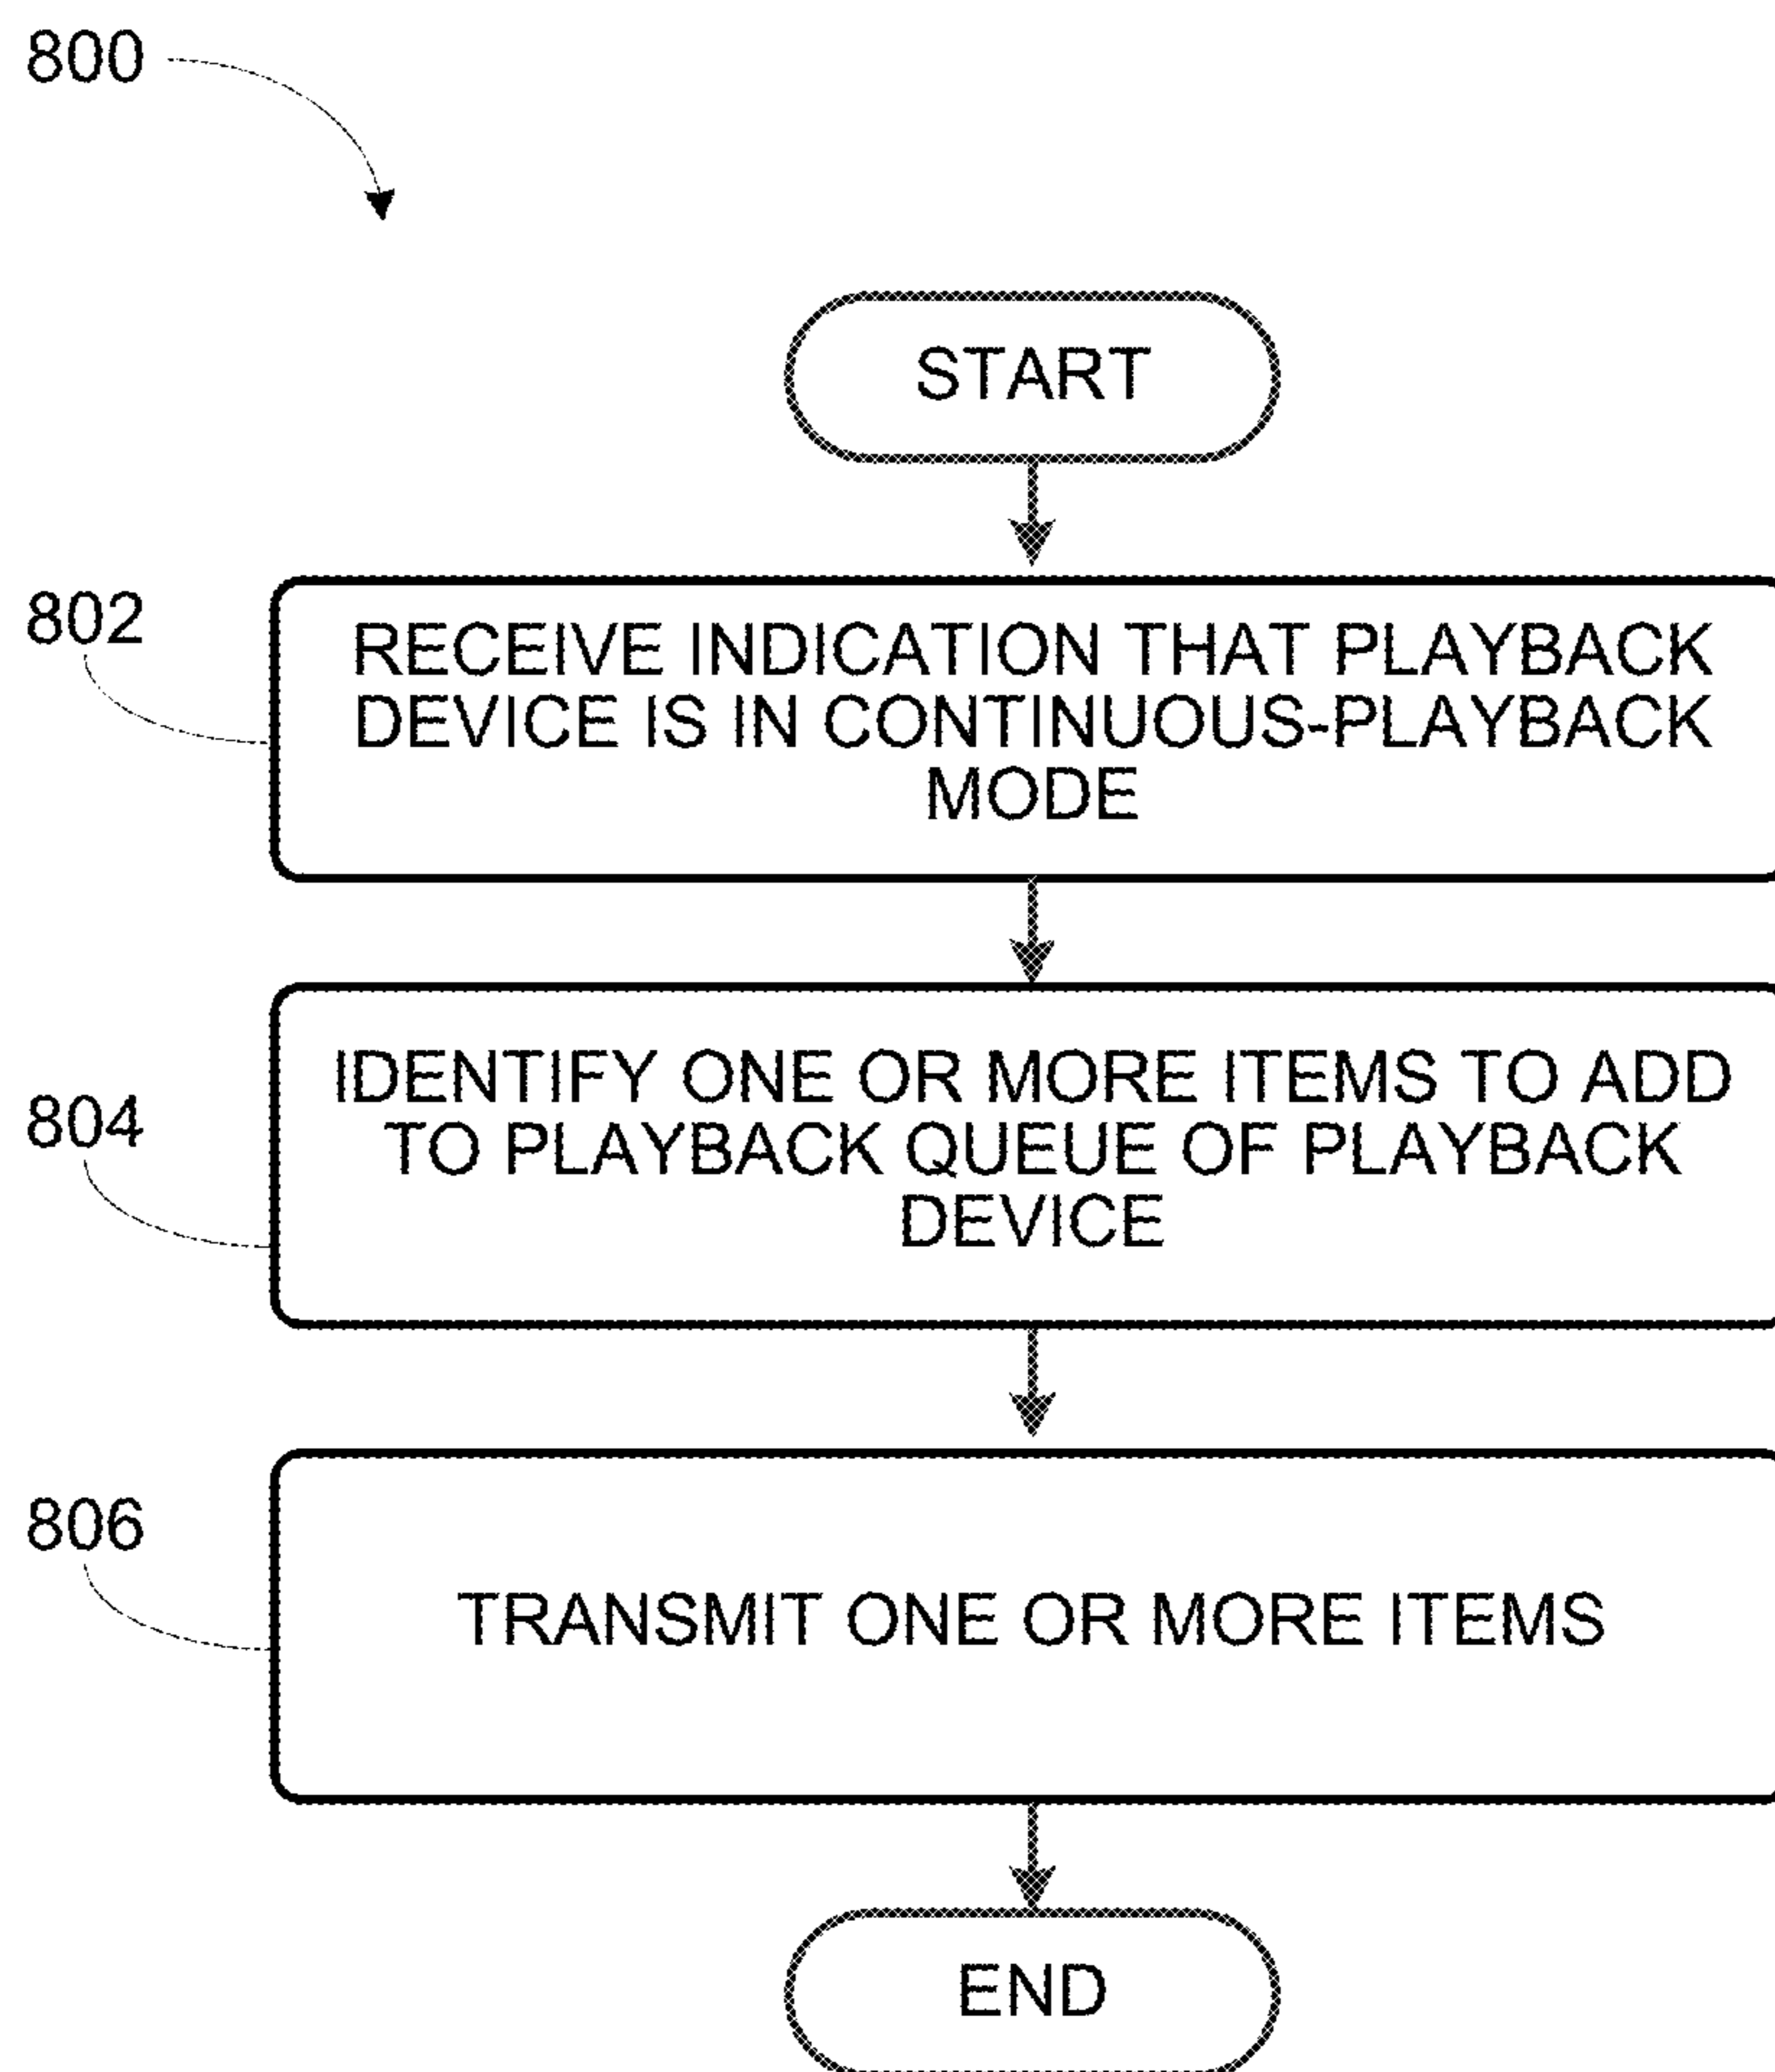 800
START
802
RECEIVE INDICATION THAT PLAYBACK
DEVICE IS IN CONTINUOUS-PLAYBACK
MODE
804
IDENTIFY ONE OR MORE ITEMS TO ADD
TO PLAYBACK QUEUE OF PLAYBACK
DEVICE
806
TRANSMIT ONE OR MORE ITEMS
END